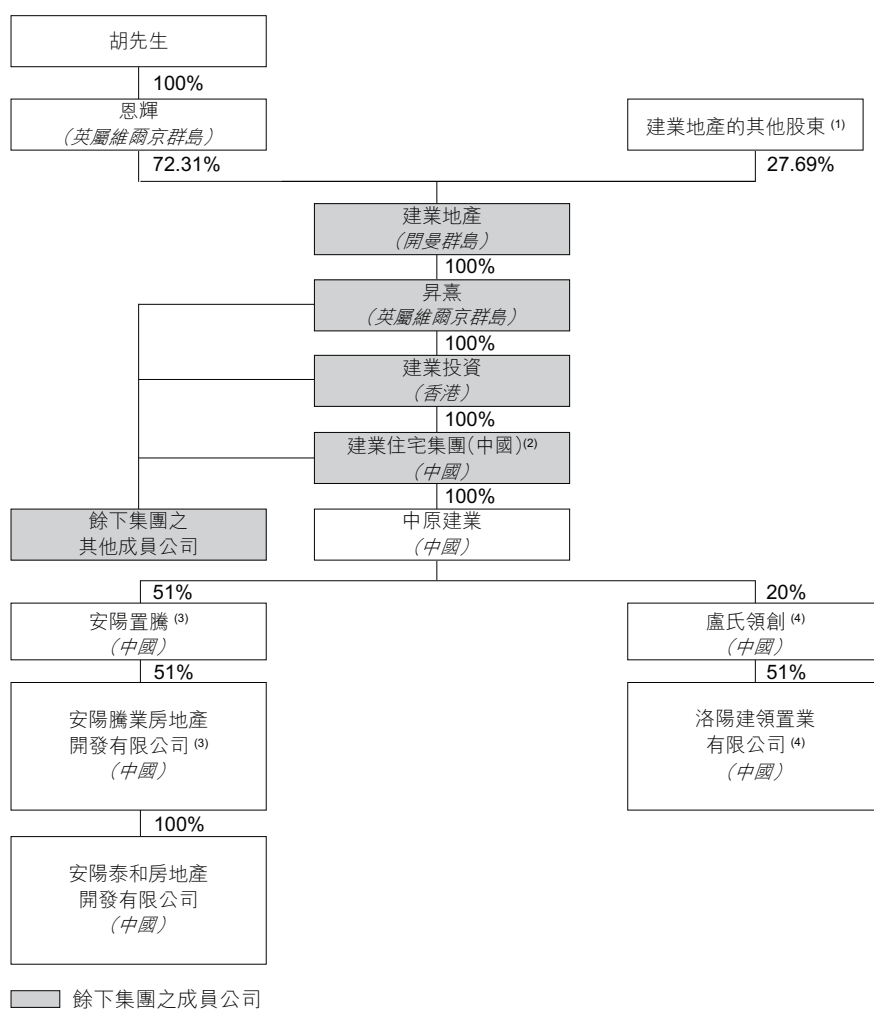 胡先生
100%
恩輝
(英屬維爾京群島)
建業地產的其他股東 (1)
72.31%
27.69%
建業地產
(開曼群島)
100%
昇熹
(英屬維爾京群島)
100%
建業投資
(香港)
100%
建業住宅集團(中國)(2)
(中國)
100%
餘下集團之
其他成員公司
中原建業
(中國)
51%
20%
安陽置騰 (3)
(中國)
盧氏領創 (4)
(中國)
51%
51%
安陽騰業房地產
開發有限公司 (3)
(中國)
洛陽建領置業
有限公司 (4)
(中國)
100%
安陽泰和房地產
開發有限公司
(中國)
餘下集團之成員公司